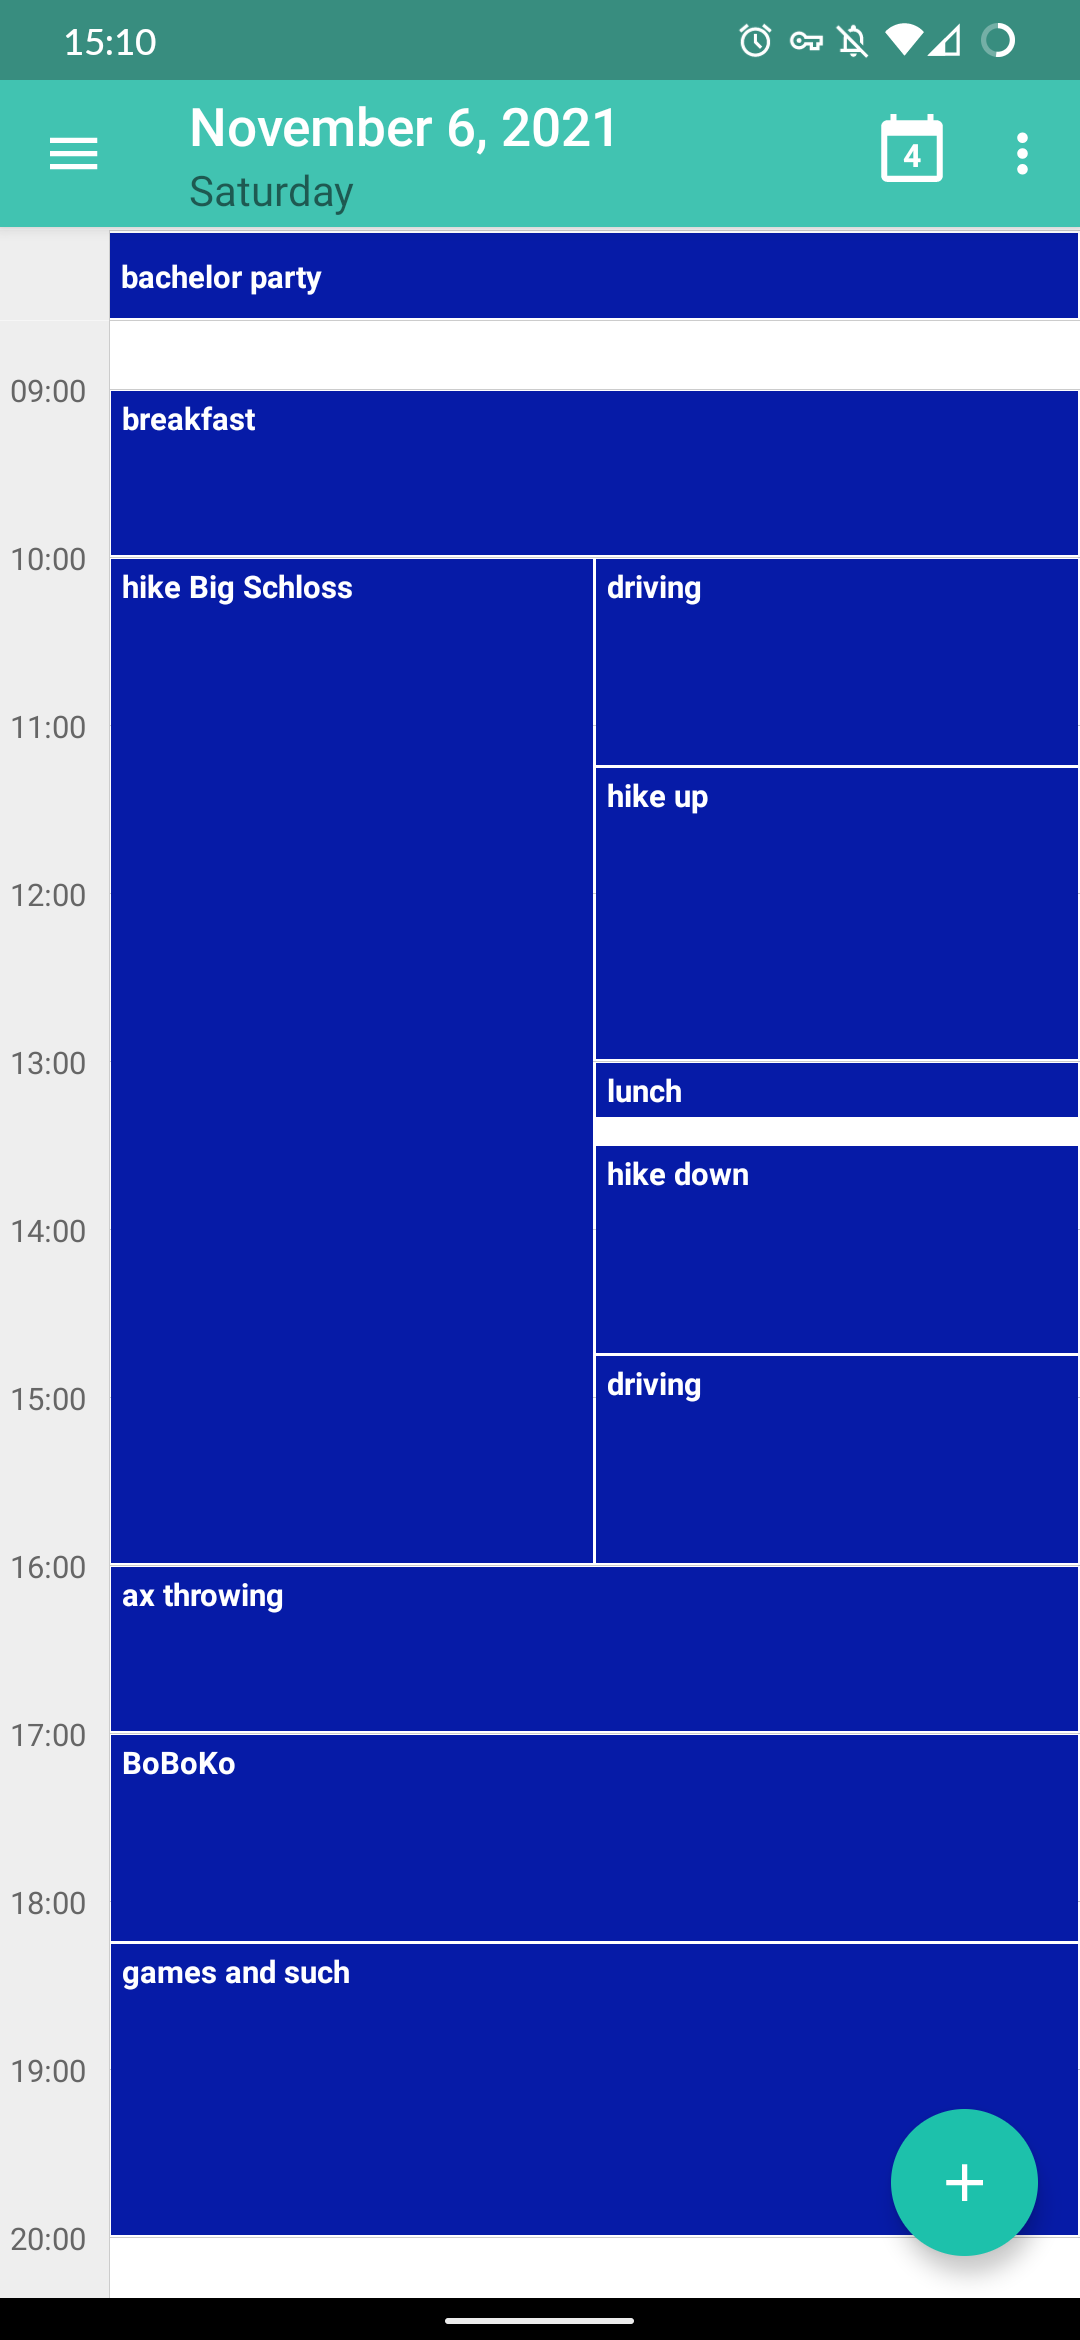 15:10
November 6, 2021
4
Saturday
bachelor party
09:00
breakfast
10:00
hike Big Schloss
driving
11:00
hike up
12:00
13:00
lunch
hike down
14:00
driving
15:00
16:00
ax throwing
17:00
BoBoKo
18:00
games and such
19:00
20:00